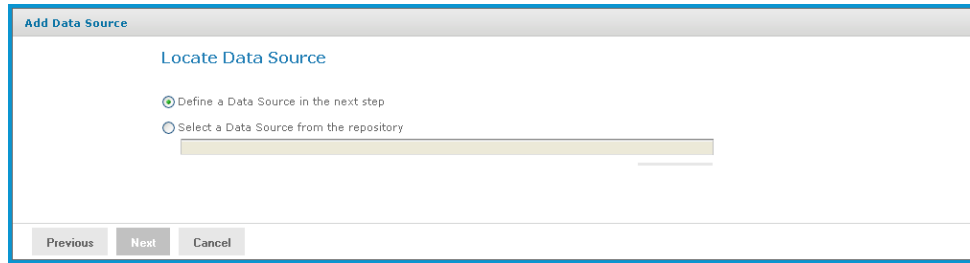 Add Data Source
Locate Data Source
Define a Data Source in the next step
Select a Data Source from the repository
Previous Next Cancel